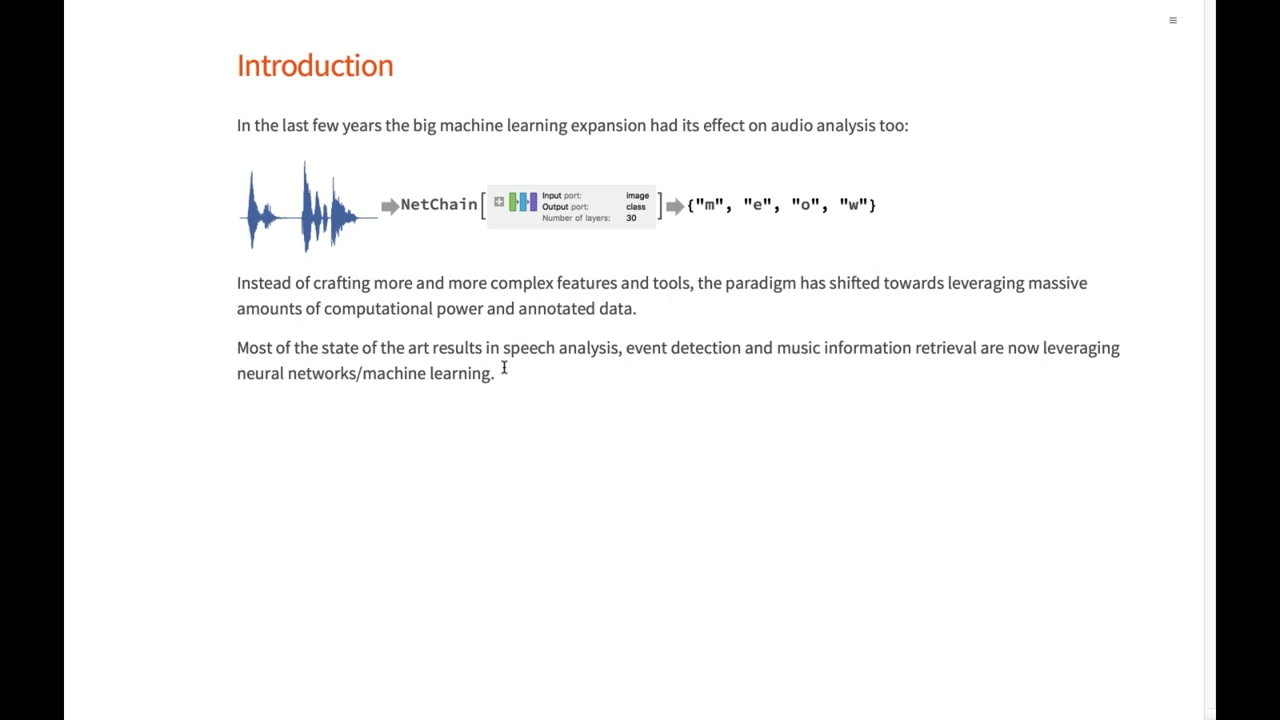 ≡
Introduction
In the last few years the big machine learning expansion had its effect on audio analysis too:
NetChain[ Input port: image ] {"m", "e", "o", "w"}
Output port: class
Number of layers: 30
Instead of crafting more and more complex features and tools, the paradigm has shifted towards leveraging massive
amounts of computational power and annotated data.
Most of the state of the art results in speech analysis, event detection and music information retrieval are now leveraging
neural networks/machine learning.